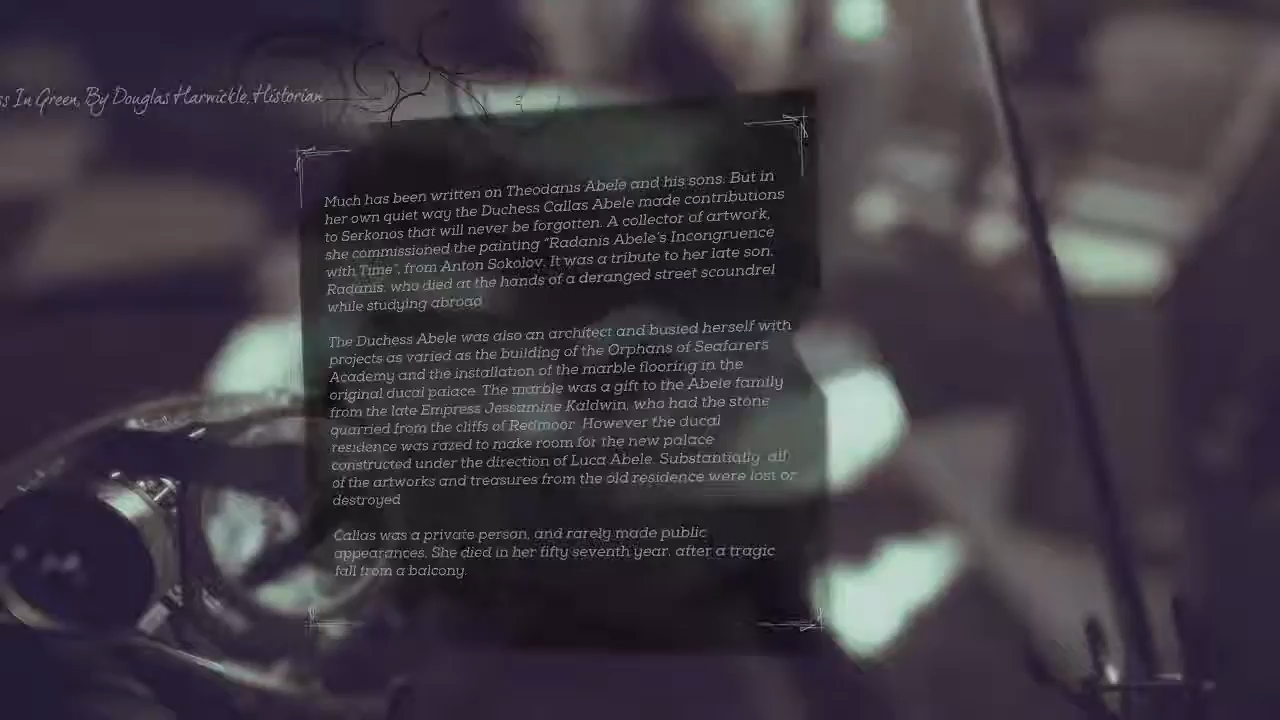 ss In Green, By Douglas Harwickle, Historian
Much has been written on Theodanis Abele and his sons. But in
her own quiet way the Duchess Callas Abele made contributions
to Serkonos that will never be forgotten. A collector of artwork,
she commissioned the painting "Radanis Abele's Incongruence
with Time", from Anton Sokolov. It was a tribute to her late son,
Radanis, who died at the hands of a deranged street scoundrel
while studying abroad.
The Duchess Abele was also an architect and busied herself with
projects as varied as the building of the Orphans of Seafarers
Academy and the installation of the marble flooring in the
original ducal palace. The marble was a gift to the Abele family
from the late Empress Jessamine Kaldwin, who had the stone
quarried from the cliffs of Redmoor. However the ducal
residence was razed to make room for the new palace
constructed under the direction of Luca Abele. Substantially, all
of the artworks and treasures from the old residence were lost or
destroyed.
Callas was a private person, and rarely made public
appearances. She died in her fifty seventh year, after a tragic
fall from a balcony.